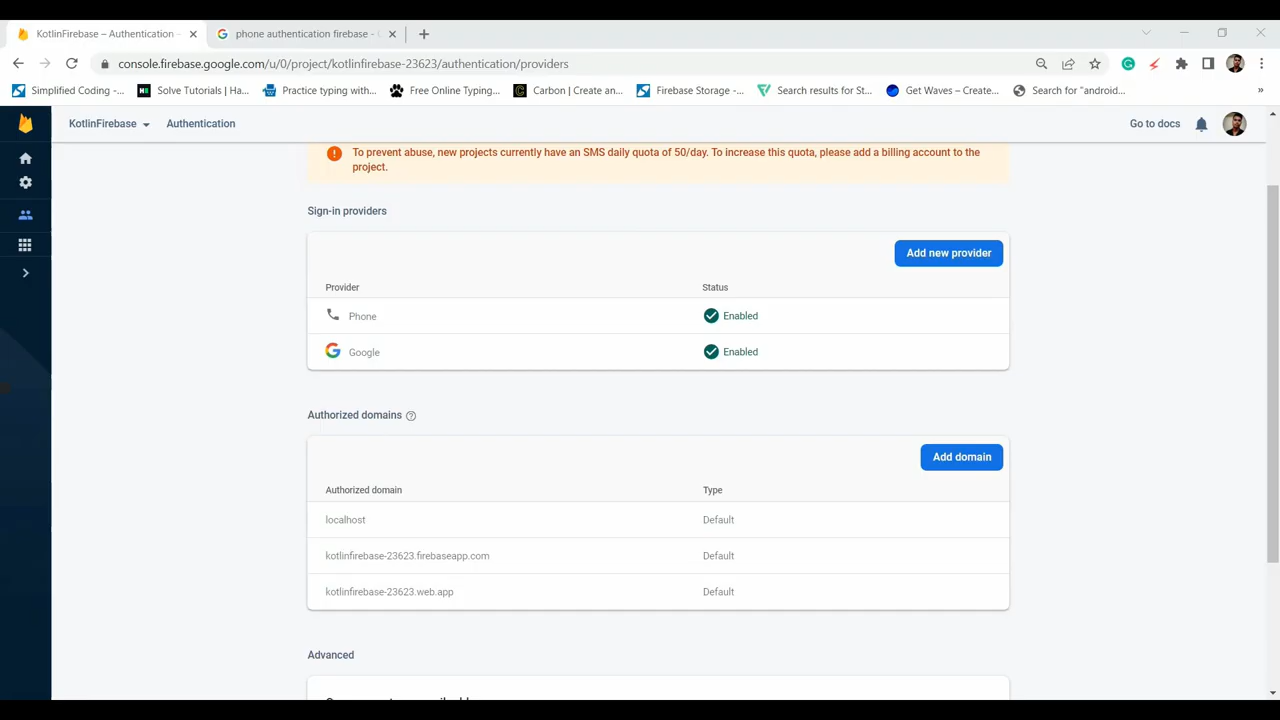 KotlinFirebase – Authentication -
phone authentication firebase -
console.firebase.google.com/u/0/project/kotlinfirebase-23623/authentication/providers
Simplified Coding -...
Solve Tutorials | Ha...
Practice typing with...
Free Online Typing...
Carbon | Create an...
Firebase Storage -...
Search results for St...
Get Waves – Create...
Search for "android...
»
KotlinFirebase
Authentication
Go to docs
To prevent abuse, new projects currently have an SMS daily quota of 50/day. To increase this quota, please add a billing account to the
project.
Sign-in providers
Add new provider
Provider
Status
Phone
Enabled
Google
Enabled
Authorized domains
Add domain
Authorized domain
Type
localhost
Default
kotlinfirebase-23623.firebaseapp.com
Default
kotlinfirebase-23623.web.app
Default
Advanced